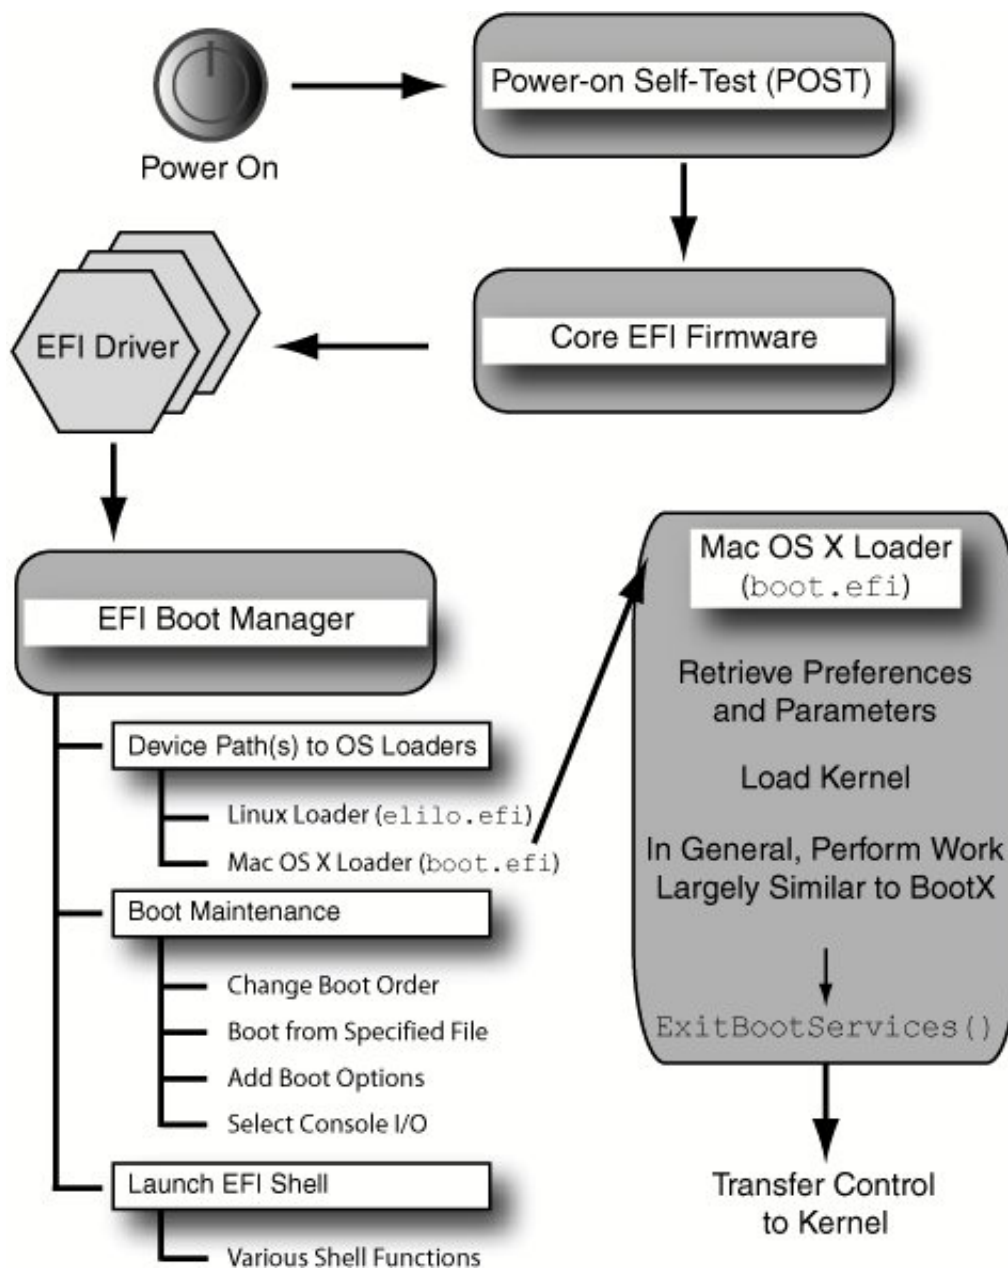 Power On
Power-on Self-Test (POST)
Core EFI Firmware
EFI Driver
EFI Boot Manager
Device Path(s) to OS Loaders
Linux Loader (elilo.efi)
Mac OS X Loader (boot.efi)
Boot Maintenance
Change Boot Order
Boot from Specified File
Add Boot Options
Select Console I/O
Launch EFI Shell
Various Shell Functions
Mac OS X Loader
(boot.efi)
Retrieve Preferences
and Parameters
Load Kernel
In General, Perform Work
Largely Similar to BootX
ExitBootServices()
Transfer Control
to Kernel